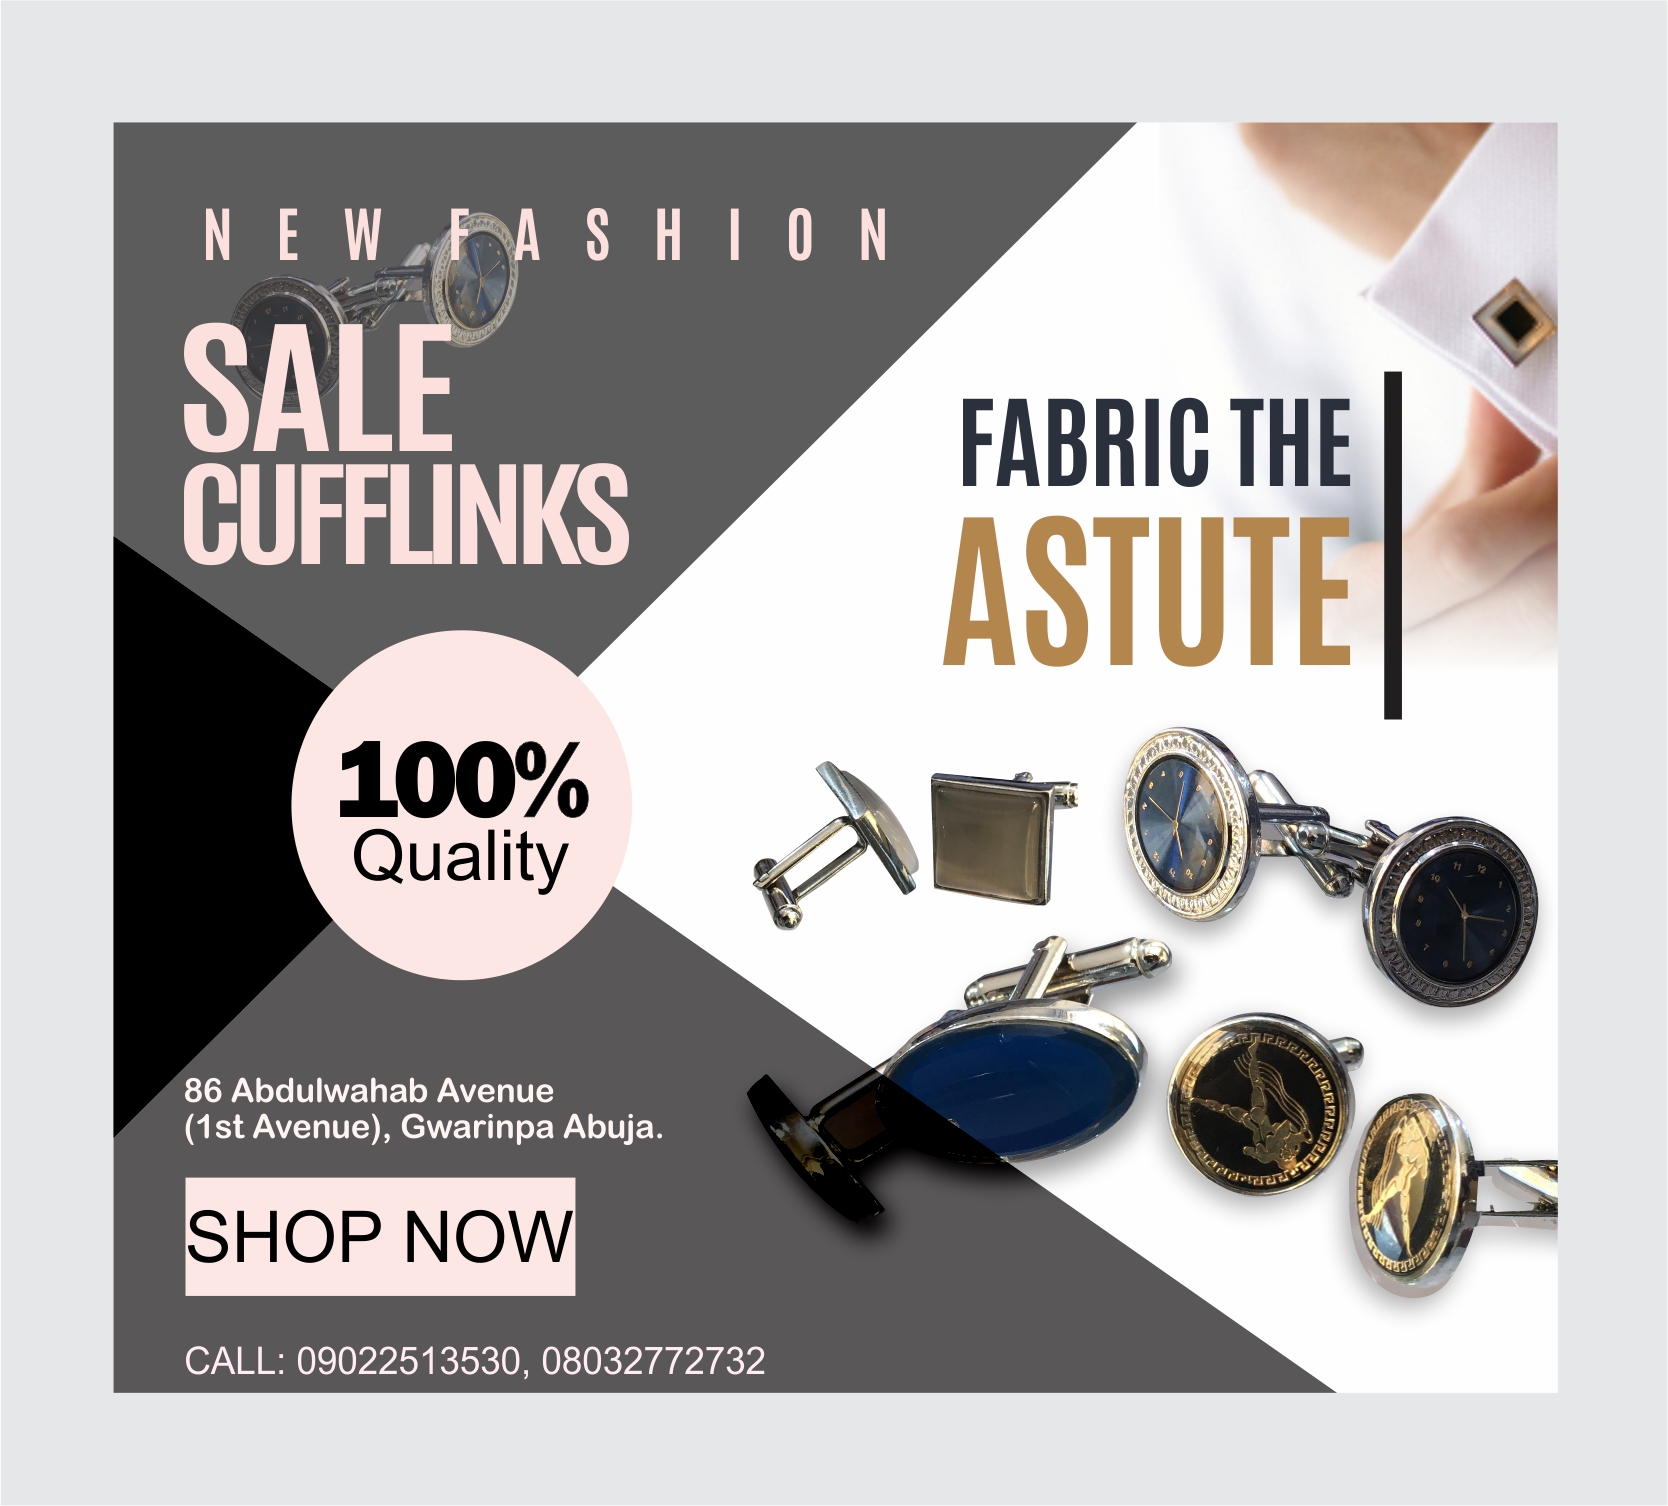 NEW FASHION
SALE
CUFFLINKS
FABRIC THE
ASTUTE
100%
Quality
86 Abdulwahab Avenue
(1st Avenue), Gwarinpa Abuja.
SHOP NOW
CALL: 09022513530, 08032772732